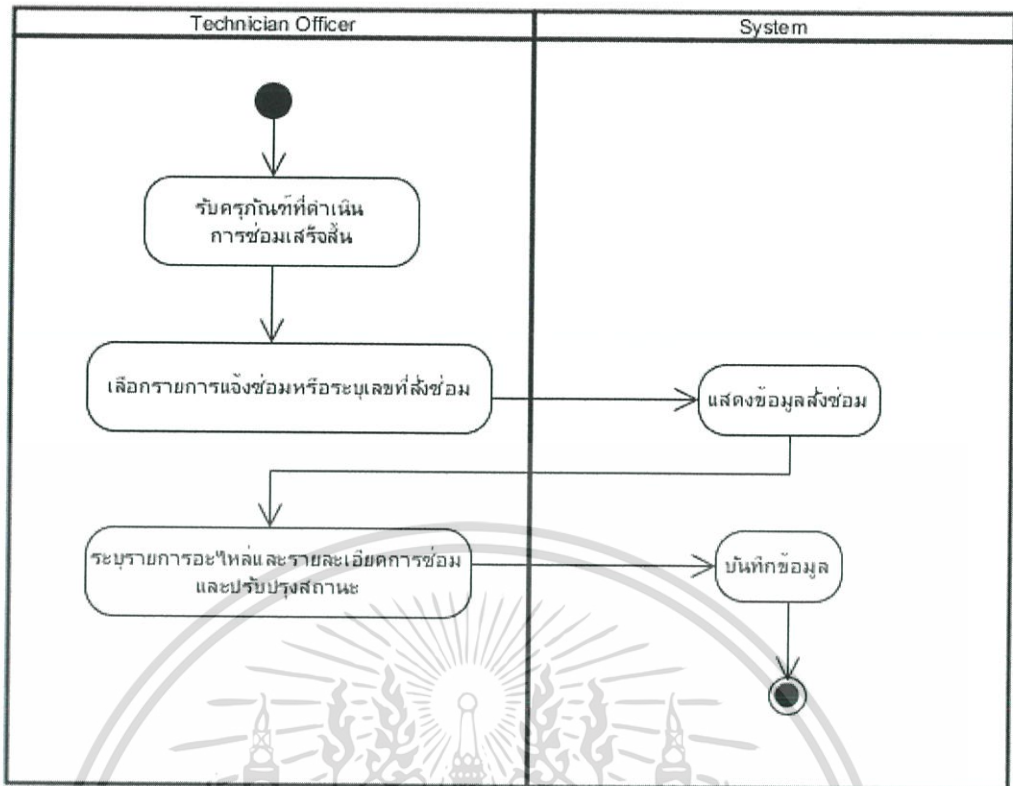 Technician Officer
System
รับครุภัณฑ์ที่ดำเนิน
การซ่อมเสร็จสิ้น
เลือกรายการแจ้งซ่อมหรือระบุเลขที่สั่งซ่อม
แสดงข้อมูลสั่งซ่อม
ระบุรายการอะไหล่และรายละเอียดการซ่อม
และปรับปรุงสถานะ
บันทึกข้อมูล